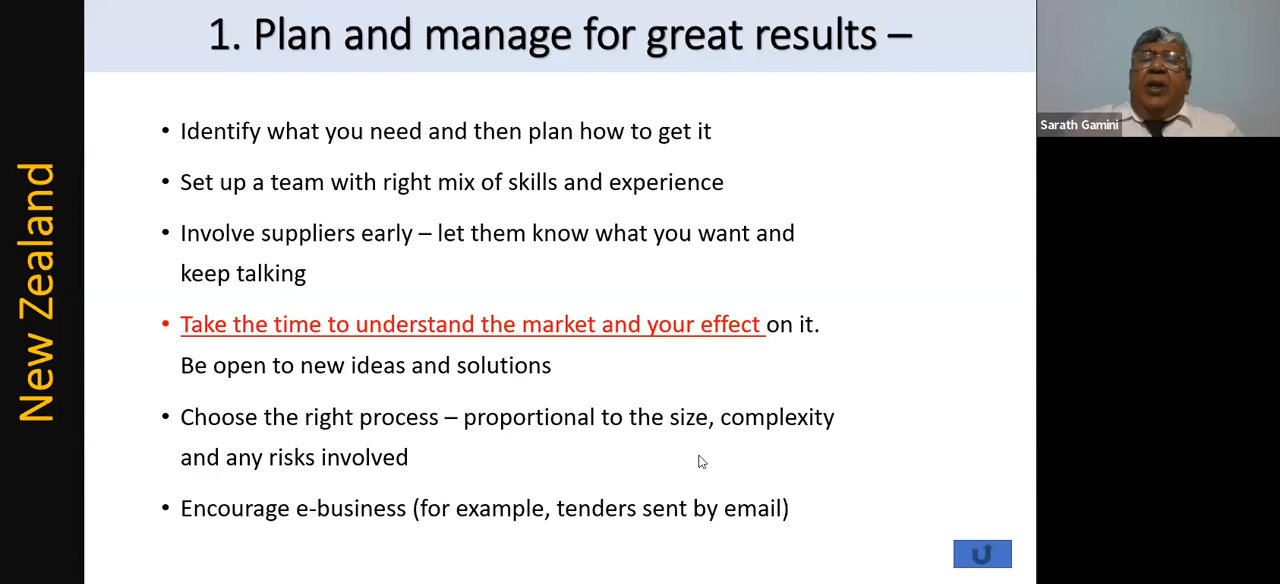 1. Plan and manage for great results –
New Zealand
• Identify what you need and then plan how to get it
• Set up a team with right mix of skills and experience
• Involve suppliers early – let them know what you want and
keep talking
• Take the time to understand the market and your effect on it.
Be open to new ideas and solutions
• Choose the right process – proportional to the size, complexity
and any risks involved
• Encourage e-business (for example, tenders sent by email)
Sarath Gamini